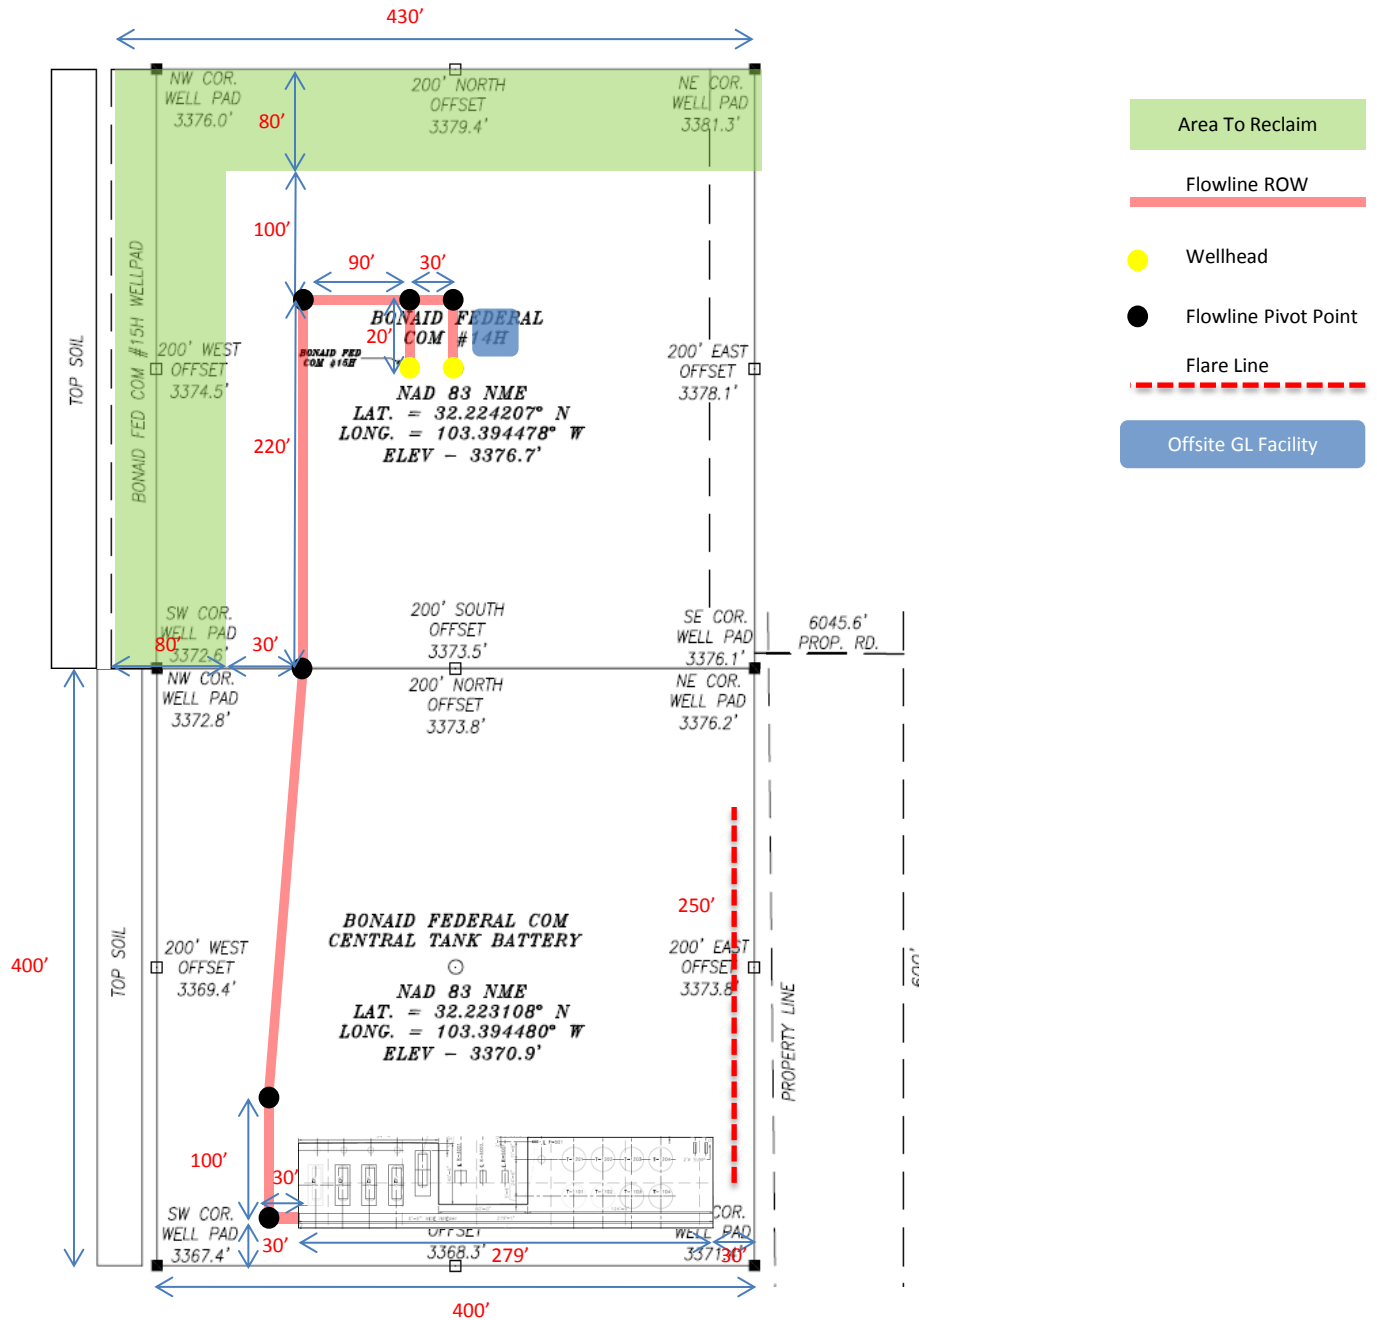 430’
NW COR.
WELL PAD
3376.0'
200' NORTH
OFFSET
3379.4'
NE COR.
WELL PAD
3381.3'
80’
100’
Area To Reclaim
Flowline ROW
Wellhead
Flowline Pivot Point
Flare Line
Offsite GL Facility
TOP SOIL
BONAID FED COM #15H WELLPAD
200' WEST
OFFSET
3374.5'
90’
30’
20’
BONAID FEDERAL
COM #14H
BONAID FED
COM #15H
NAD 83 NME
LAT. = 32.224207° N
LONG. = 103.394478° W
ELEV - 3376.7'
200' EAST
OFFSET
3378.1'
220’
SW COR.
WELL PAD
3372.6'
80’
30’
200' SOUTH
OFFSET
3373.5'
SE COR.
WELL PAD
3376.1'
6045.6'
PROP. RD.
NW COR.
WELL PAD
3372.8'
200' NORTH
OFFSET
3373.8'
NE COR.
WELL PAD
3376.2'
400’
TOP SOIL
200' WEST
OFFSET
3369.4'
BONAID FEDERAL COM
CENTRAL TANK BATTERY
NAD 83 NME
LAT. = 32.223108° N
LONG. = 103.394480° W
ELEV - 3370.9'
250’
200' EAST
OFFSET
3373.8'
PROPERTY LINE
600'
100’
30’
SW COR.
WELL PAD
3367.4'
30’
OFFSET
3368.3'
279’
COR.
WELL PAD
30’
400’